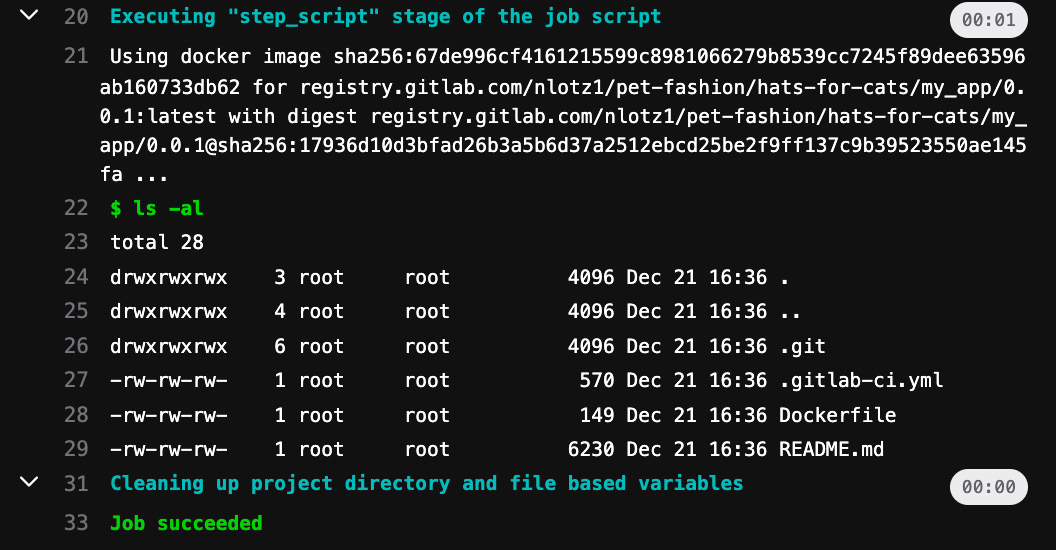 20 Executing "step_script" stage of the job script 00:01
21 Using docker image sha256:67de996cf4161215599c8981066279b8539cc7245f89dee63596
ab160733db62 for registry.gitlab.com/nlotz1/pet-fashion/hats-for-cats/my_app/0.
0.1:latest with digest registry.gitlab.com/nlotz1/pet-fashion/hats-for-cats/my_
app/0.0.1@sha256:17936d10d3bfad26b3a5b6d37a2512ebcd25be2f9ff137c9b39523550ae145
fa ...
22 $ ls -al
23 total 28
24 drwxrwxrwx 3 root root 4096 Dec 21 16:36 .
25 drwxrwxrwx 4 root root 4096 Dec 21 16:36 ..
26 drwxrwxrwx 6 root root 4096 Dec 21 16:36 .git
27 -rw-rw-rw- 1 root root 570 Dec 21 16:36 .gitlab-ci.yml
28 -rw-rw-rw- 1 root root 149 Dec 21 16:36 Dockerfile
29 -rw-rw-rw- 1 root root 6230 Dec 21 16:36 README.md
31 Cleaning up project directory and file based variables 00:00
33 Job succeeded